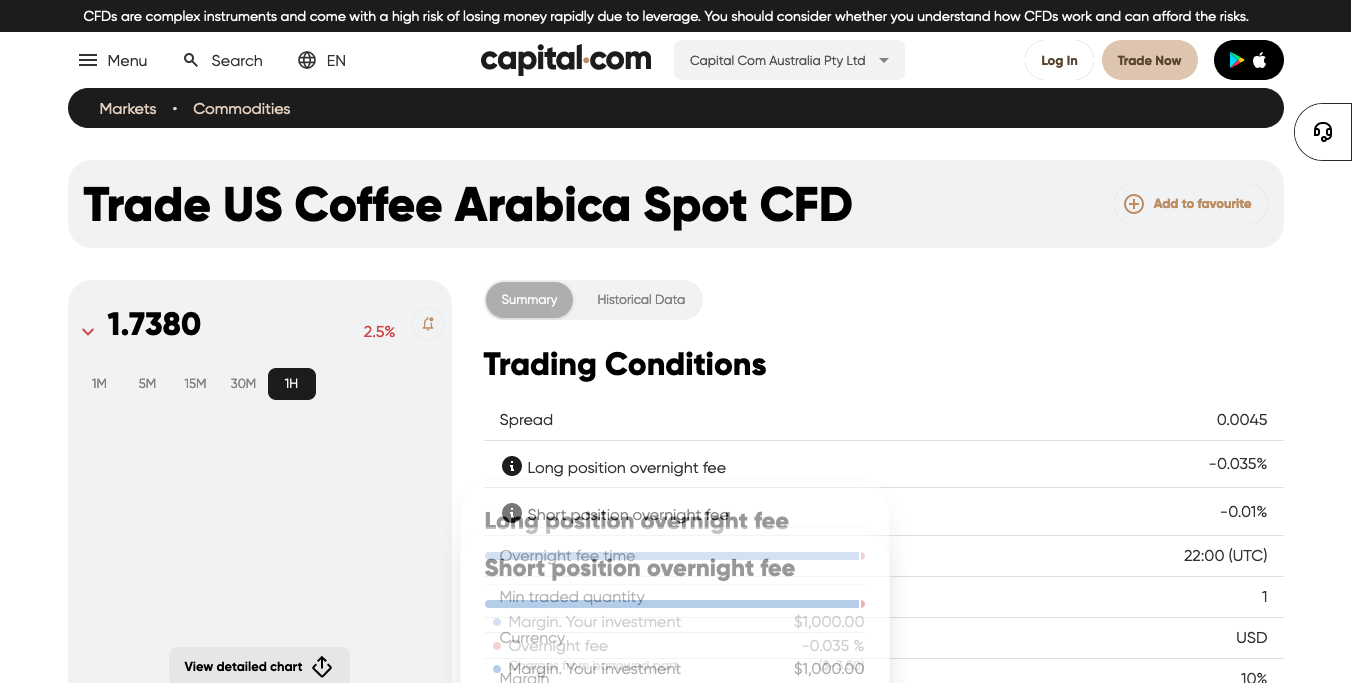 CFDs are complex instruments and come with a high risk of losing money rapidly due to leverage. You should consider whether you understand how CFDs work and can afford the risks.
Menu Search EN capital.com Capital Com Australia Pty Ltd Log In Trade Now
Markets • Commodities
Trade US Coffee Arabica Spot CFD Add to favourite
1.7380 2.5%
1M 5M 15M 30M 1H
View detailed chart
Summary Historical Data
Trading Conditions
Spread 0.0045
Long position overnight fee -0.035%
Short position overnight fee -0.01%
Long position overnight fee
Overnight fee time 22:00 (UTC)
Short position overnight fee
Min traded quantity 1
Margin. Your investment $1,000.00
Currency USD
Overnight fee -0.035 %
Margin. Your investment $1,000.00
Margin 10%